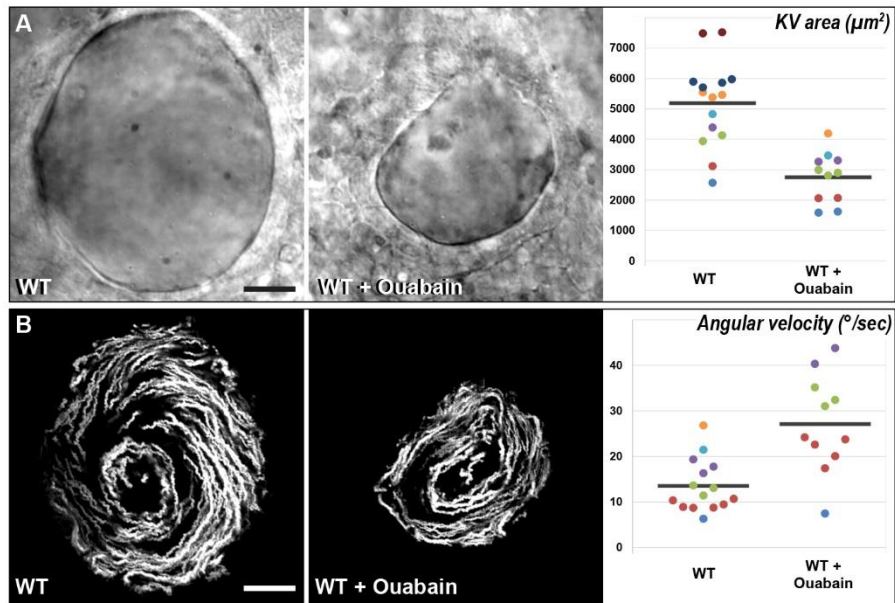 A
WT
WT + Ouabain
KV area (µm²)
7000
6000
5000
4000
3000
2000
1000
0
WT
WT +
Ouabain
B
WT
WT + Ouabain
Angular velocity (°/sec)
40
30
20
10
0
WT
WT +
Ouabain